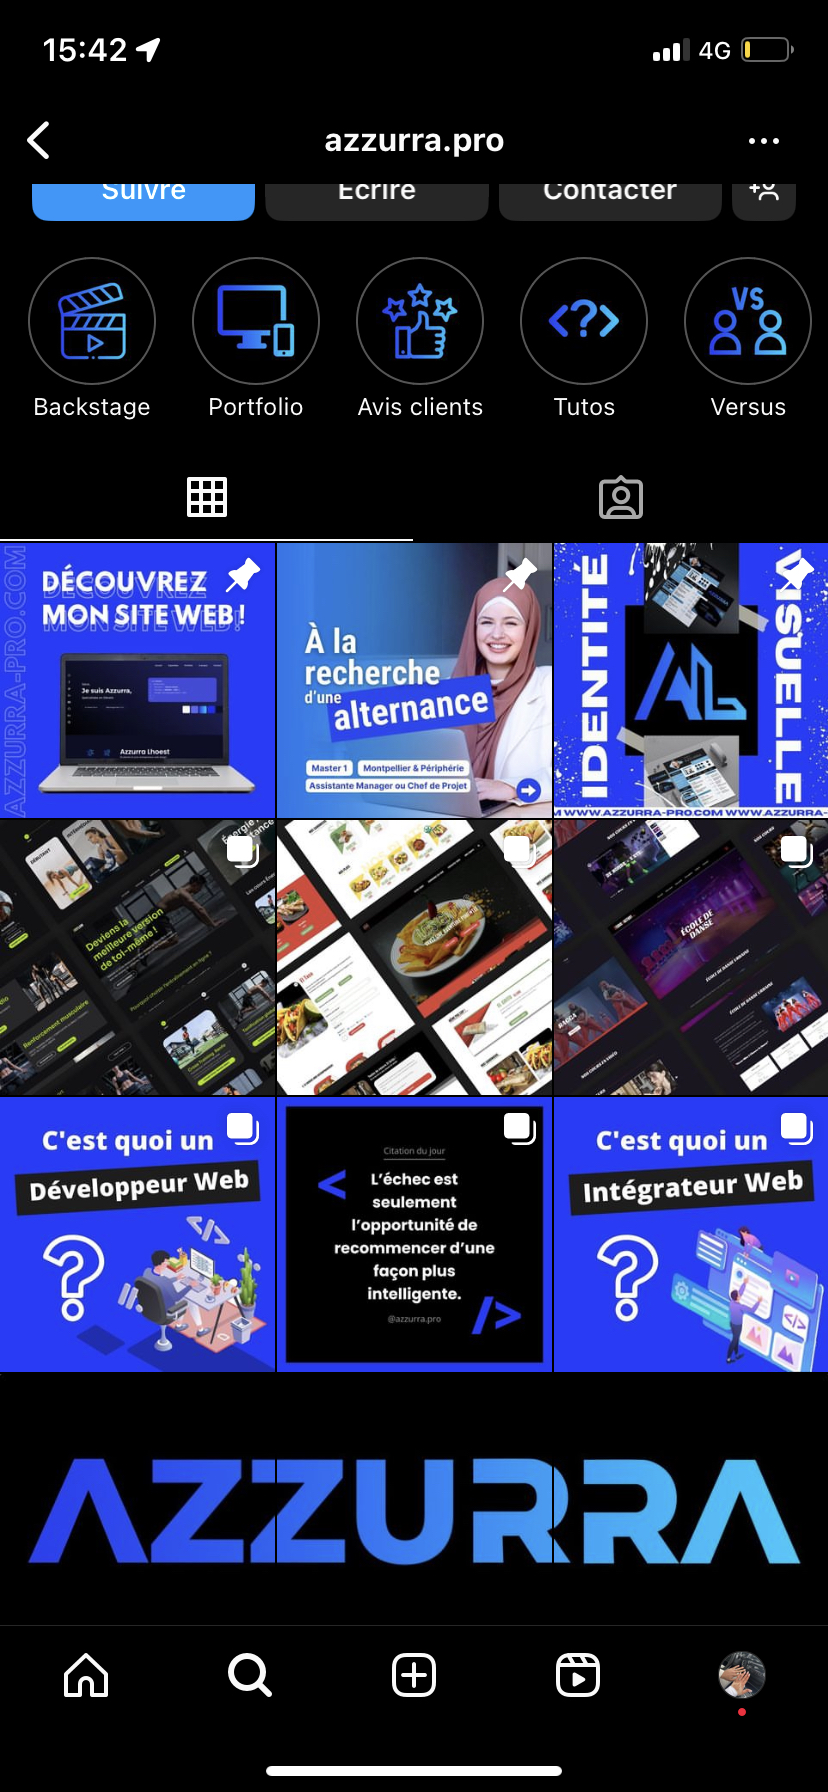 15:42
4G
azzurra.pro
Suivre
Écrire
Contacter
VS
<?>
Backstage
Portfolio
Avis clients
Tutos
Versus
AZZURRA-PRO.COM
DÉCOUVREZ
MON SITE WEB !
Je suis Azzurra,
Azzurra Lhoest
À la
recherche
d'une
alternance
Master 1
Montpellier & Périphérie
Assistante Manager ou Chef de Projet
IDENTITÉ
VISUELLE
AL
M WWW.AZZURRA-PRO.COM WWW.AZZURRA-
Deviens la
meilleure version
de toi-même !
Renforcement musculaire
ÉCOLE DE
DANSE
C'est quoi un
Développeur Web
?
</>
Citation du jour
<
L'échec est
seulement
l'opportunité de
recommencer d'une
façon plus
intelligente.
@azzurra.pro
/>
C'est quoi un
Intégrateur Web
?
</>
AZZURRA